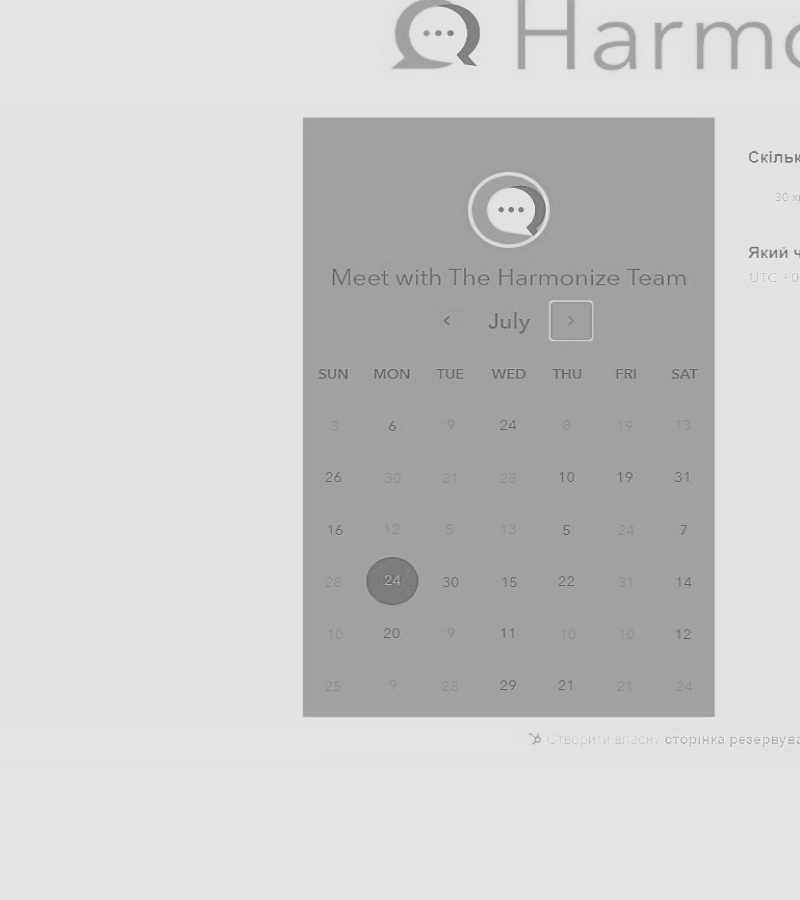 Harmo
Meet with The Harmonize Team
July
SUN MON TUE WED THU FRI SAT
3 6 9 24 8 19 13
26 30 21 28 10 19 31
16 12 5 13 5 24 7
28 24 30 15 22 31 14
10 20 9 11 10 10 12
25 9 28 29 21 21 24
Скільк
30 х
Який ч
UTC +0
Створити власну сторінка резервува